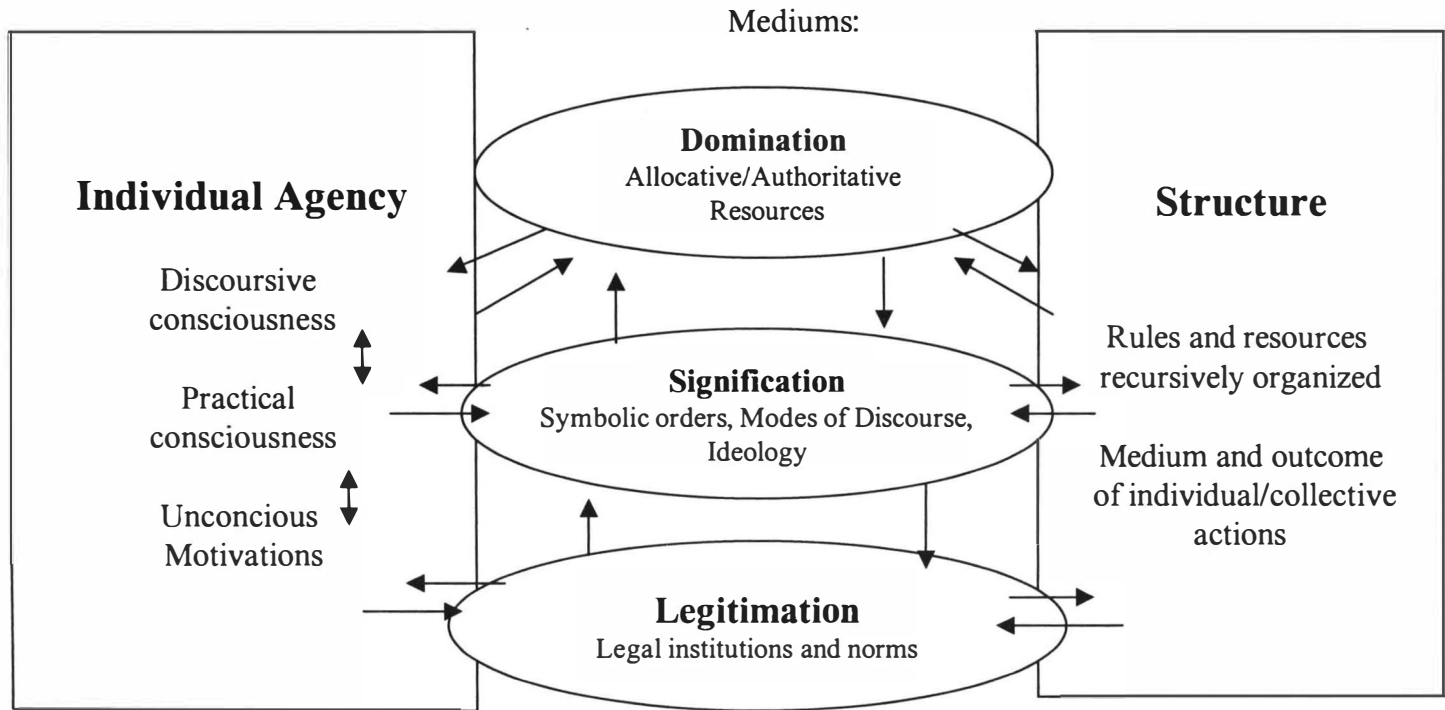 Mediums:
Individual Agency
Discoursive
consciousness
Practical
consciousness
Unconcious
Motivations
Domination
Allocative/Authoritative
Resources
Signification
Symbolic orders, Modes of Discourse,
Ideology
Legitimation
Legal institutions and norms
Structure
Rules and resources
recursively organized
Medium and outcome
of individual/collective
actions